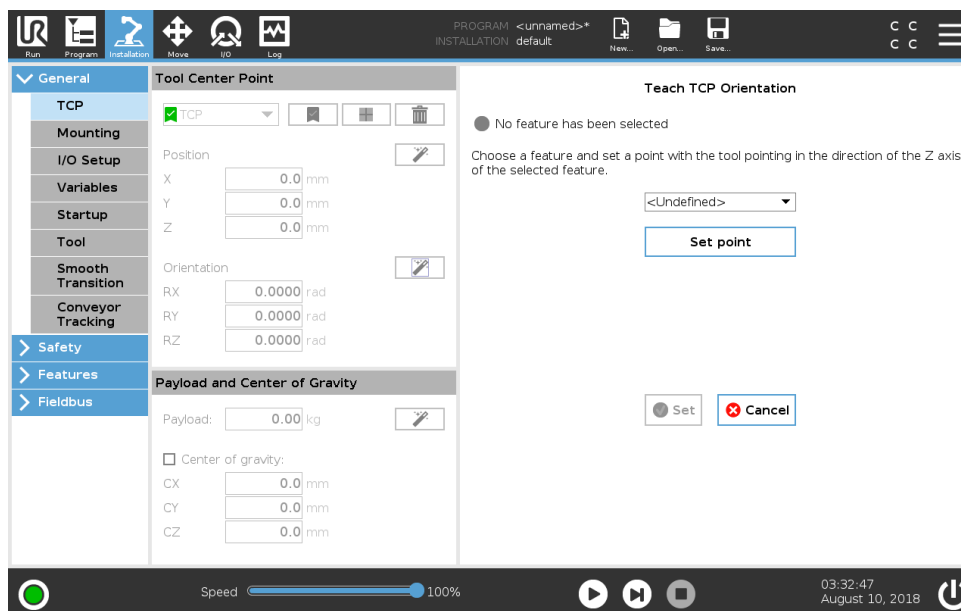 UR
Run
Program
Installation
Move
I/O
Log
PROGRAM <unnamed>*
INSTALLATION default
New...
Open...
Save...
C C
C C
General
TCP
Mounting
I/O Setup
Variables
Startup
Tool
Smooth
Transition
Conveyor
Tracking
Safety
Features
Fieldbus
Tool Center Point
TCP
Position
X 0.0 mm
Y 0.0 mm
Z 0.0 mm
Orientation
RX 0.0000 rad
RY 0.0000 rad
RZ 0.0000 rad
Payload and Center of Gravity
Payload: 0.00 kg
Center of gravity:
CX 0.0 mm
CY 0.0 mm
CZ 0.0 mm
Teach TCP Orientation
No feature has been selected
Choose a feature and set a point with the tool pointing in the direction of the Z axis
of the selected feature.
<Undefined>
Set point
Set
Cancel
Speed 100%
03:32:47
August 10, 2018